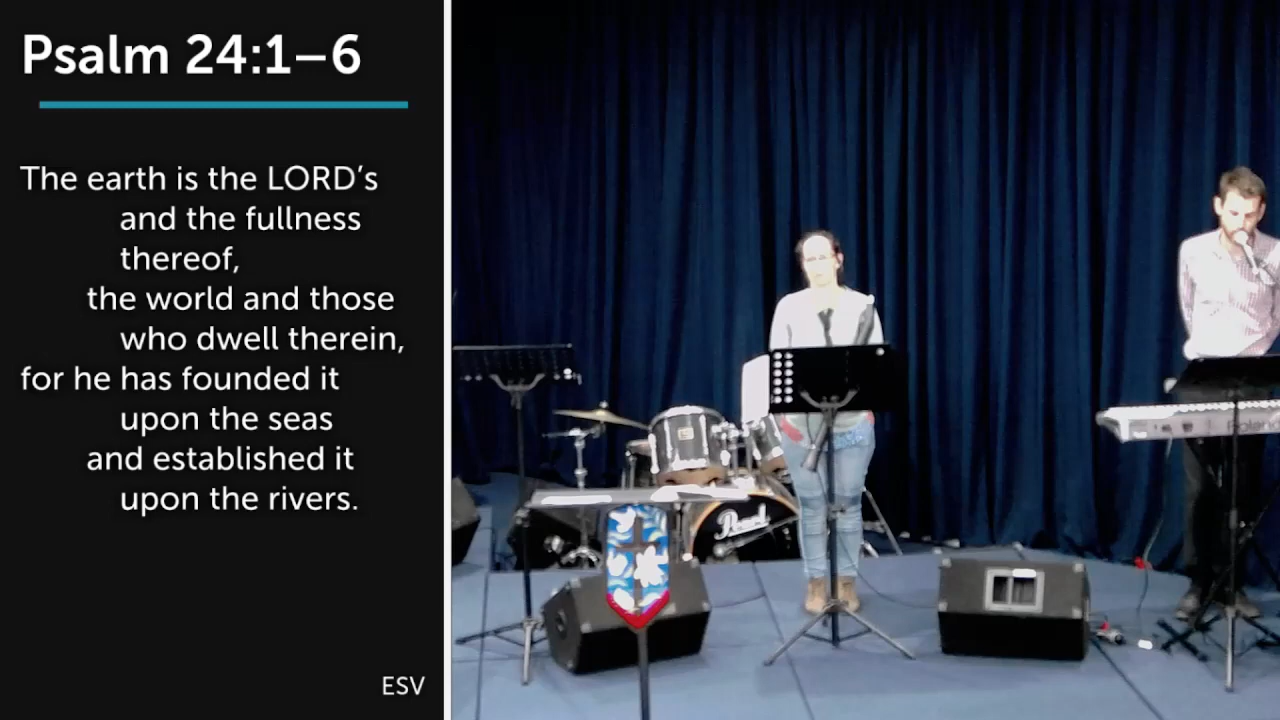 Psalm 24:1–6
The earth is the LORD’s
and the fullness
thereof,
the world and those
who dwell therein,
for he has founded it
upon the seas
and established it
upon the rivers.
ESV
Pearl
Roland